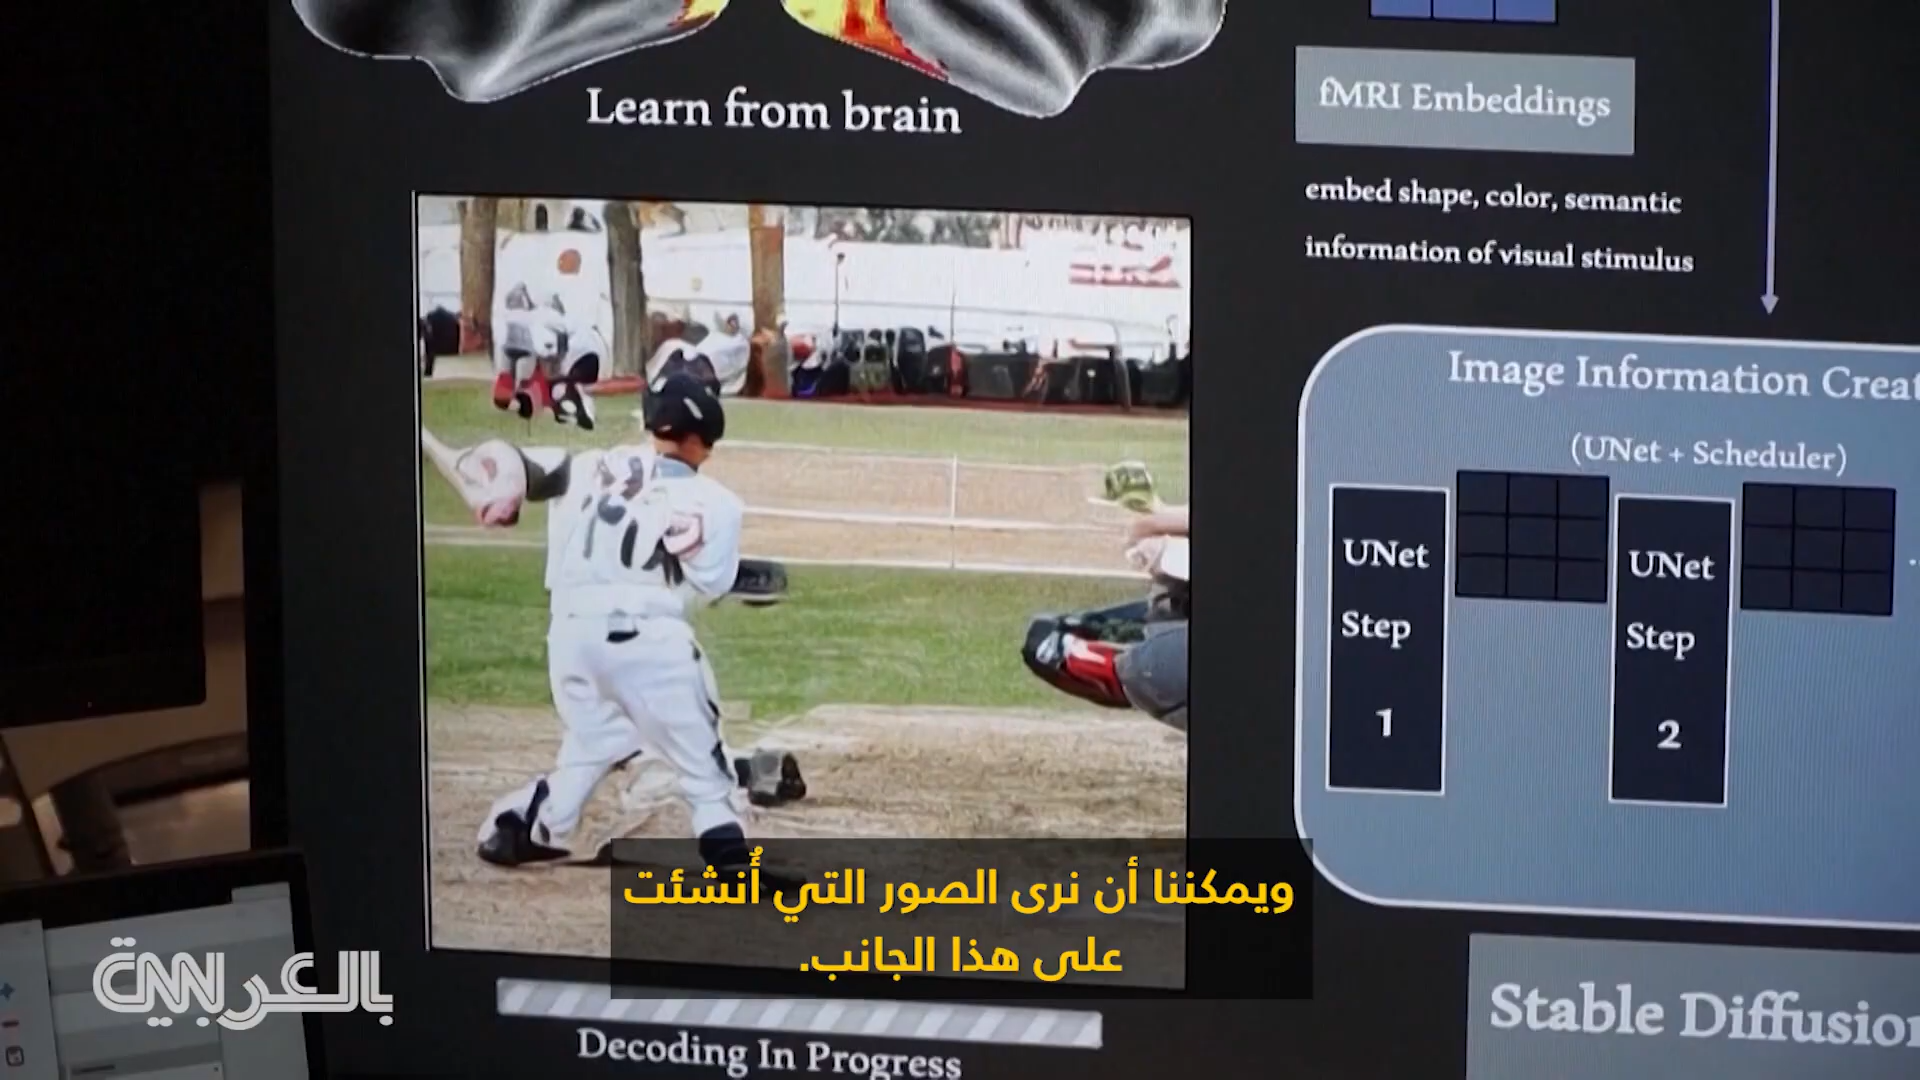 Learn from brain
fMRI Embeddings
embed shape, color, semantic
information of visual stimulus
Image Information Creat
(UNet + Scheduler)
UNet
Step
1
UNet
Step
2
ويمكننا أن نرى الصور التي أُنشئت
على هذا الجانب.
CNN بالعربية
Decoding In Progress
Stable Diffusion